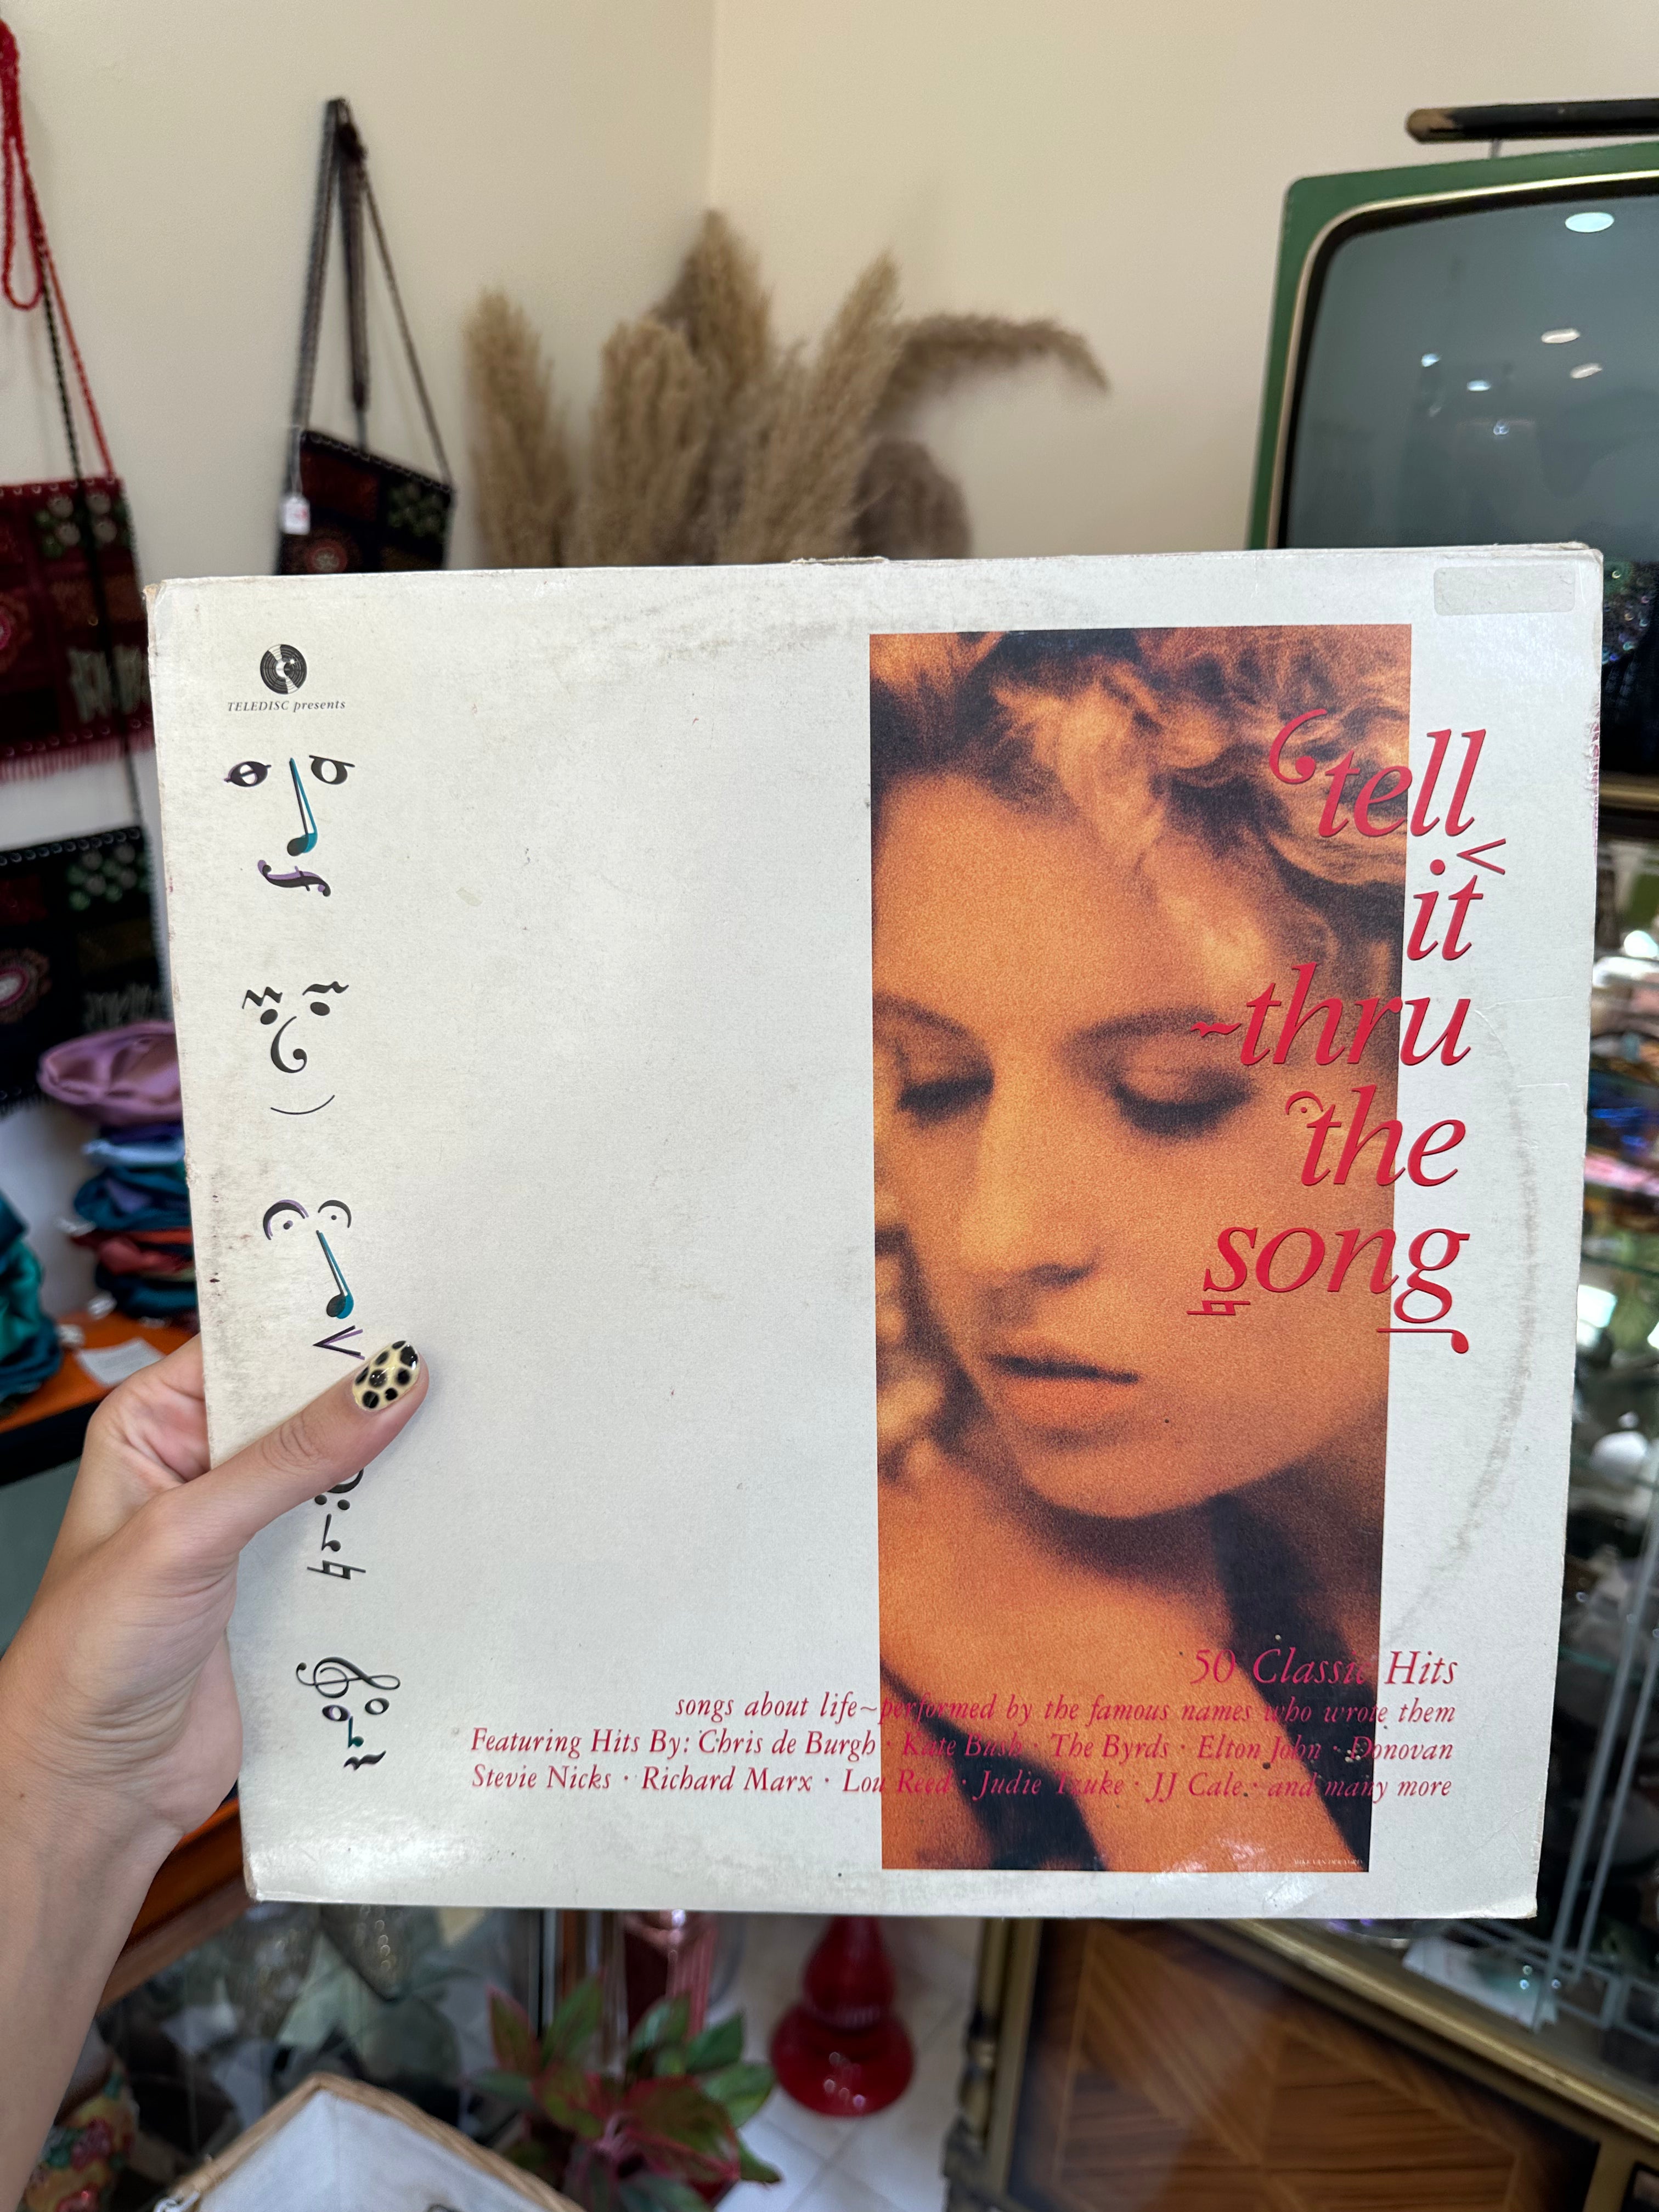 TELEDISC presents
tell
it
thru
the
song
50 Classic Hits
songs about life~performed by the famous names who wrote them
Featuring Hits By: Chris de Burgh · Kate Bush · The Byrds · Elton John · Donovan
Stevie Nicks · Richard Marx · Lou Reed · Judie Tzuke · JJ Cale · and many more